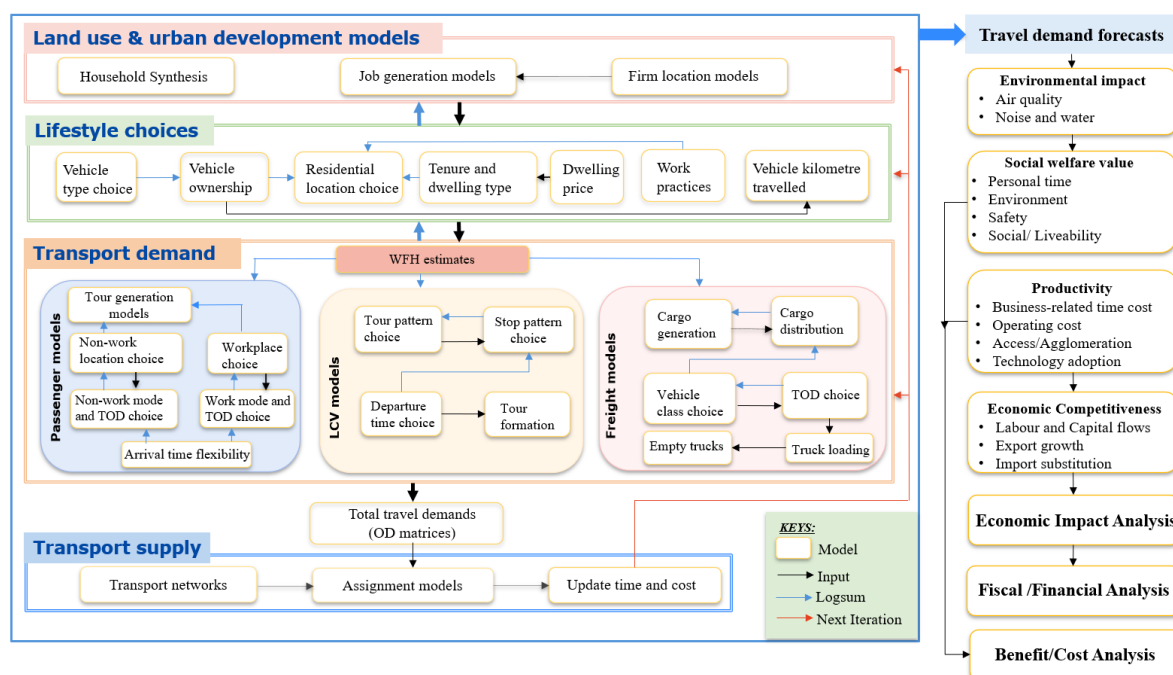 Land use & urban development models
Household Synthesis
Job generation models
Firm location models
Lifestyle choices
Vehicle
type choice
Vehicle
ownership
Residential
location choice
Tenure and
dwelling type
Dwelling
price
Work
practices
Vehicle kilometre
travelled
Transport demand
WFH estimates
Passenger models
Tour generation
models
Non-work
location choice
Workplace
choice
Non-work mode
and TOD choice
Work mode and
TOD choice
Arrival time flexibility
LCV models
Tour pattern
choice
Stop pattern
choice
Departure
time choice
Tour
formation
Freight models
Cargo
generation
Cargo
distribution
Vehicle
class choice
TOD choice
Empty trucks
Truck loading
Total travel demands
(OD matrices)
Transport supply
Transport networks
Assignment models
Update time and cost
KEYS:
Model
Input
Logsum
Next Iteration
Travel demand forecasts
Environmental impact
• Air quality
• Noise and water
Social welfare value
• Personal time
• Environment
• Safety
• Social/ Liveability
Productivity
• Business-related time cost
• Operating cost
• Access/Agglomeration
• Technology adoption
Economic Competitiveness
• Labour and Capital flows
• Export growth
• Import substitution
Economic Impact Analysis
Fiscal /Financial Analysis
Benefit/Cost Analysis